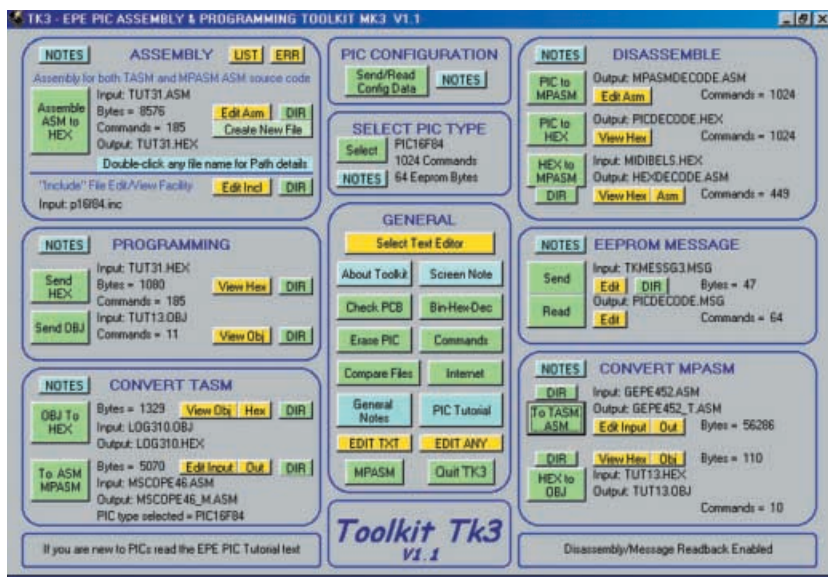 TK3 - EPE PIC ASSEMBLY & PROGRAMMING TOOLKIT MK3 V1.1
NOTES ASSEMBLY LIST ERR
Assembly for both TASM and MPASM ASM source code
Assemble ASM to HEX
Input: TUT31.ASM
Bytes = 8576 Edit Asm DIR
Commands = 185 Create New File
Output: TUT31.HEX
Double-click any file name for Path details
"Include" File Edit/View Facility Edit Incl DIR
Input: p16f84.inc
NOTES PROGRAMMING
Send HEX
Input: TUT31.HEX
Bytes = 1080 View Hex DIR
Commands = 185
Send OBJ
Input: TUT13.OBJ
Commands = 11 View Obj DIR
NOTES CONVERT TASM
OBJ To HEX
Bytes = 1329 View Obj Hex DIR
Input: LOG310.OBJ
Output: LOG310.HEX
To ASM MPASM
Bytes = 5070 Edit Input Out DIR
Input: MSCOPE46.ASM
Output: MSCOPE46_M.ASM
PIC type selected = PIC16F84
If you are new to PICs read the EPE PIC Tutorial text
PIC CONFIGURATION
Send/Read Config Data NOTES
SELECT PIC TYPE
Select PIC16F84
1024 Commands
NOTES 64 Eeprom Bytes
GENERAL
Select Text Editor
About Toolkit Screen Note
Check PCB Bin-Hex-Dec
Erase PIC Commands
Compare Files Internet
General Notes PIC Tutorial
EDIT TXT EDIT ANY
MPASM Quit TK3
Toolkit Tk3
V1.1
NOTES DISASSEMBLE
PIC to MPASM
Output: MPASMDECODE.ASM
Edit Asm Commands = 1024
PIC to HEX
Output: PICDECODE.HEX
View Hex Commands = 1024
HEX to MPASM
Input: MIDIBELS.HEX
Output: HEXDECODE.ASM
DIR View Hex Asm Commands = 449
NOTES EEPROM MESSAGE
Send
Input: TKMESSG3.MSG
Edit DIR Bytes = 47
Read
Output: PICDECODE.MSG
Edit Commands = 64
NOTES CONVERT MPASM
DIR Input: GEPE452.ASM
To TASM ASM
Output: GEPE452_T.ASM
Edit Input Out Bytes = 56286
DIR View Hex Obj Bytes = 110
HEX to OBJ
Input: TUT13.HEX
Output: TUT13.OBJ
Commands = 10
Disassembly/Message Readback Enabled